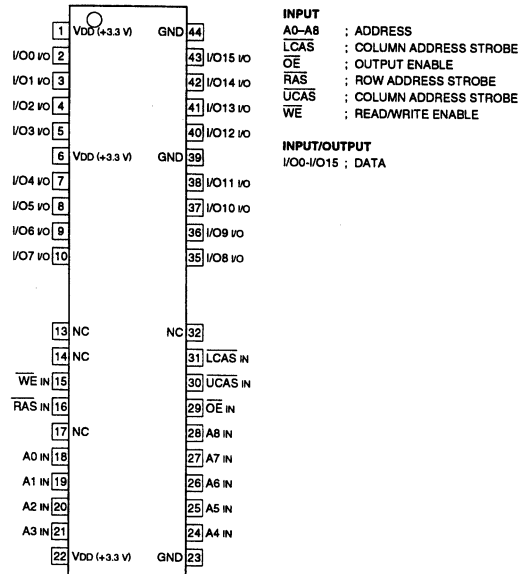 1 VDD (+3.3 V) GND 44
I/O0 I/O 2 43 I/O15 I/O
I/O1 I/O 3 42 I/O14 I/O
I/O2 I/O 4 41 I/O13 I/O
I/O3 I/O 5 40 I/O12 I/O
6 VDD (+3.3 V) GND 39
I/O4 I/O 7 38 I/O11 I/O
I/O5 I/O 8 37 I/O10 I/O
I/O6 I/O 9 36 I/O9 I/O
I/O7 I/O 10 35 I/O8 I/O
13 NC NC 32
14 NC 31 LCAS IN
WE IN 15 30 UCAS IN
RAS IN 16 29 OE IN
17 NC 28 A8 IN
A0 IN 18 27 A7 IN
A1 IN 19 26 A6 IN
A2 IN 20 25 A5 IN
A3 IN 21 24 A4 IN
22 VDD (+3.3 V) GND 23
INPUT
A0–A8 ; ADDRESS
LCAS ; COLUMN ADDRESS STROBE
OE ; OUTPUT ENABLE
RAS ; ROW ADDRESS STROBE
UCAS ; COLUMN ADDRESS STROBE
WE ; READ/WRITE ENABLE
INPUT/OUTPUT
I/O0-I/O15 ; DATA